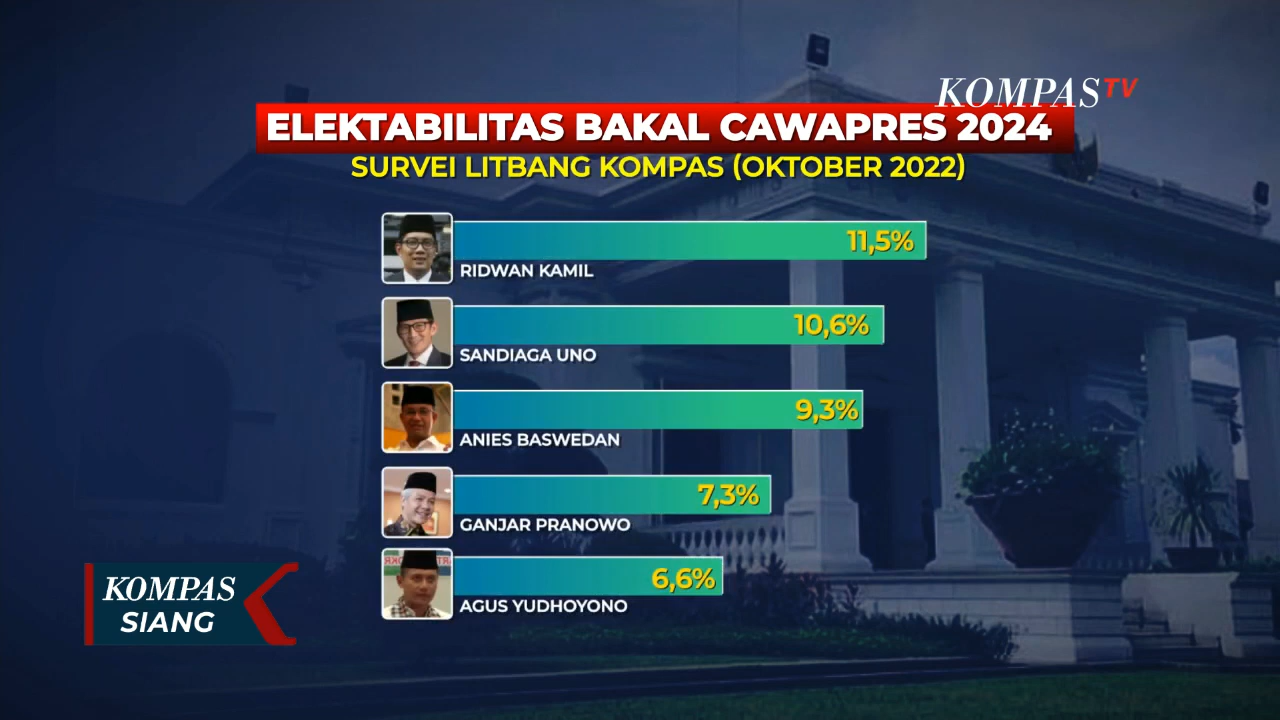 KOMPASTV
ELEKTABILITAS BAKAL CAWAPRES 2024
SURVEI LITBANG KOMPAS (OKTOBER 2022)
11,5%
RIDWAN KAMIL
10,6%
SANDIAGA UNO
9,3%
ANIES BASWEDAN
7,3%
GANJAR PRANOWO
6,6%
AGUS YUDHOYONO
KOMPAS
SIANG